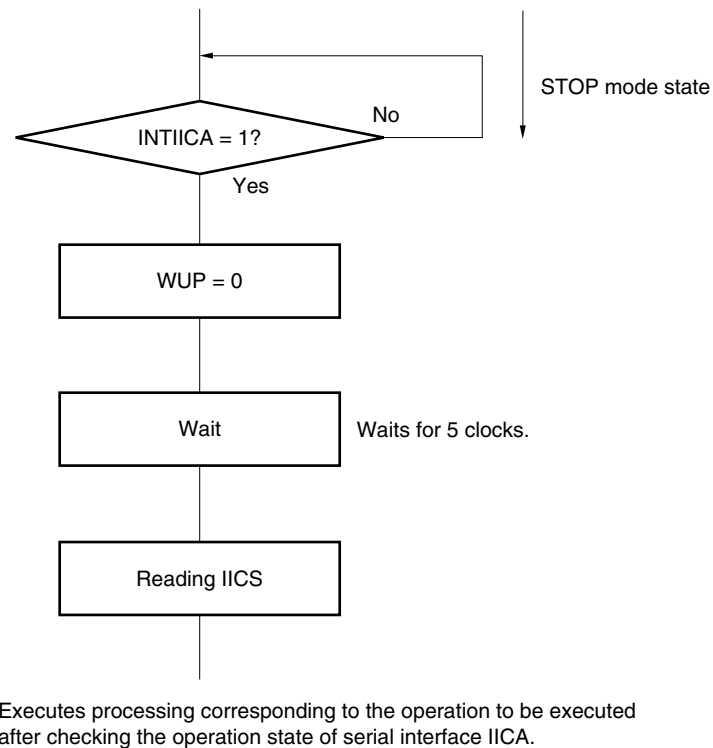 STOP mode state
No
INTIICA = 1?
Yes
WUP = 0
Wait
Waits for 5 clocks.
Reading IICS
Executes processing corresponding to the operation to be executed
after checking the operation state of serial interface IICA.